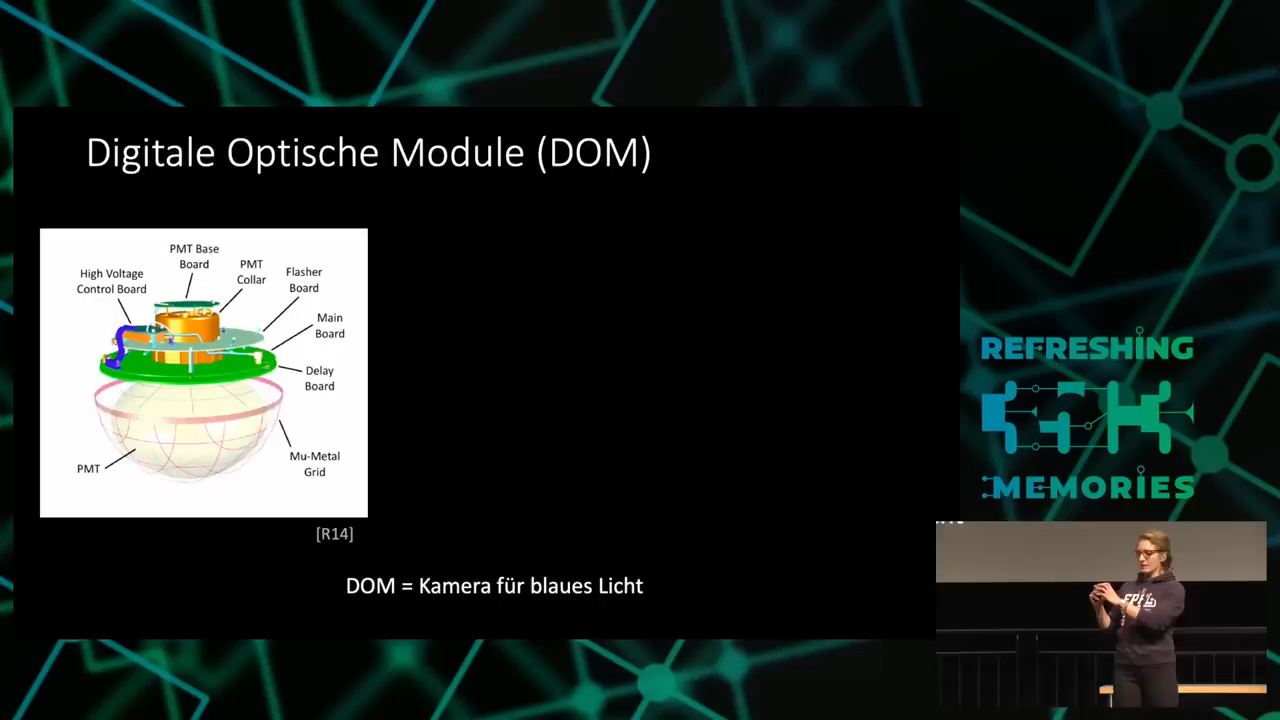 Digitale Optische Module (DOM)
PMT Base
Board
PMT
Collar
High Voltage
Control Board
Flasher
Board
Main
Board
Delay
Board
Mu-Metal
Grid
PMT
[R14]
DOM = Kamera für blaues Licht
REFRESHING
MEMORIES